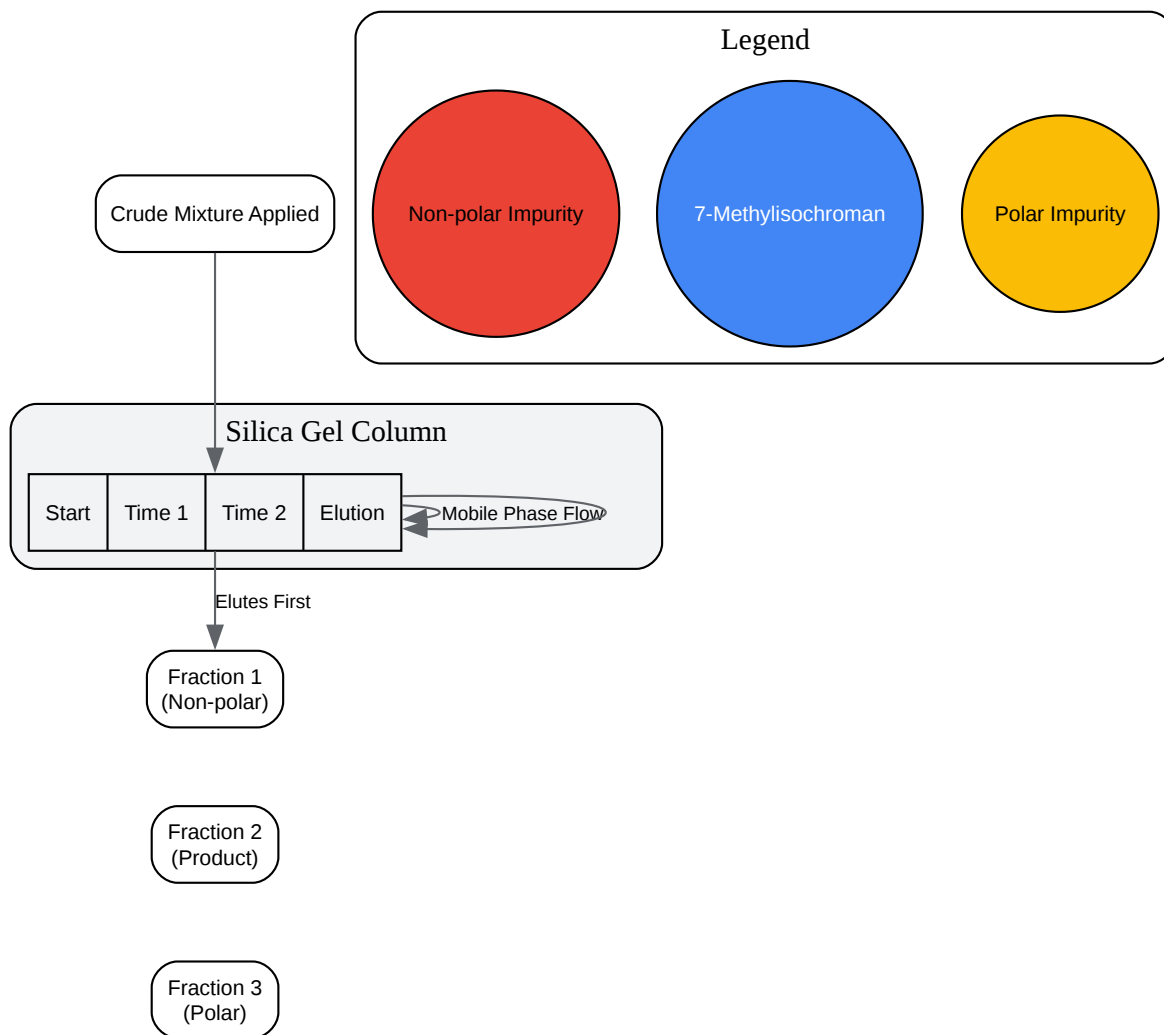 Legend
Non-polar Impurity
7-Methylisochroman
Polar Impurity
Crude Mixture Applied
Silica Gel Column
Start
Time 1
Time 2
Elution
Mobile Phase Flow
Elutes First
Fraction 1
(Non-polar)
Fraction 2
(Product)
Fraction 3
(Polar)